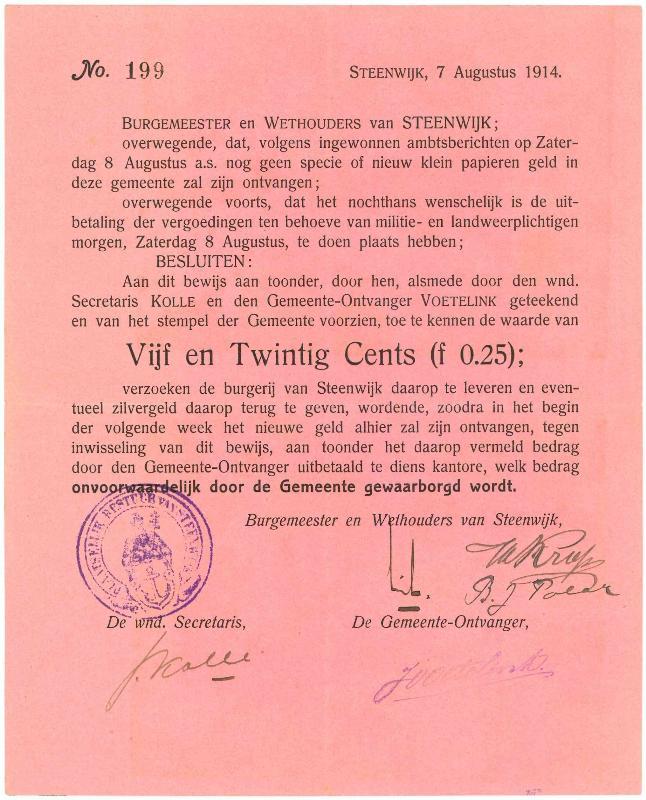 No. 199
STEENWIJK, 7 Augustus 1914.
BURGEMEESTER en WETHOUDERS van STEENWIJK;
overwegende, dat, volgens ingewonnen ambtsberichten op Zater-
dag 8 Augustus a.s. nog geen specie of nieuw klein papieren geld in
deze gemeente zal zijn ontvangen;
overwegende voorts, dat het nochthans wenschelijk is de uit-
betaling der vergoedingen ten behoeve van militie- en landweerplichtigen
morgen, Zaterdag 8 Augustus, te doen plaats hebben;
BESLUITEN:
Aan dit bewijs aan toonder, door hen, alsmede door den wnd.
Secretaris KOLLE en den Gemeente-Ontvanger VOETELINK geteekend
en van het stempel der Gemeente voorzien, toe te kennen de waarde van
Vijf en Twintig Cents (f 0.25);
verzoeken de burgerij van Steenwijk daarop te leveren en even-
tueel zilvergeld daarop terug te geven, wordende, zoodra in het begin
der volgende week het nieuwe geld alhier zal zijn ontvangen, tegen
inwisseling van dit bewijs, aan toonder het daarop vermeld bedrag
door den Gemeente-Ontvanger uitbetaald te diens kantore, welk bedrag
onvoorwaardelijk door de Gemeente gewaarborgd wordt.
PLAATSELIJK BESTUUR VAN STEENWIJK
Burgemeester en Wethouders van Steenwijk,
De wnd. Secretaris,
De Gemeente-Ontvanger,
J. Kolle